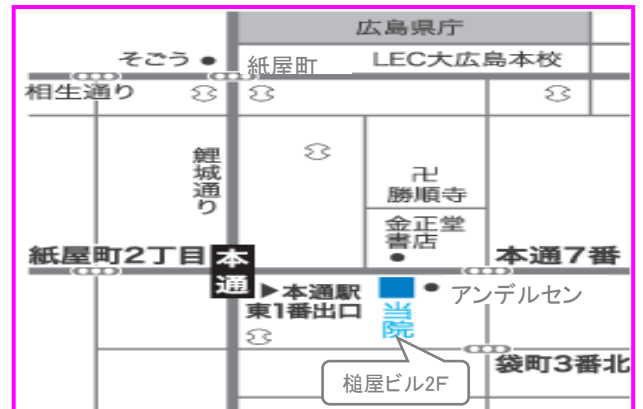 広島県庁
そごう
紙屋町
LEC大広島本校
相生通り
鯉城通り
卍
勝順寺
金正堂
書店
紙屋町2丁目
本通
本通7番
▶本通駅
東1番出口
アンデルセン
当院
袋町3番北
槌屋ビル2F